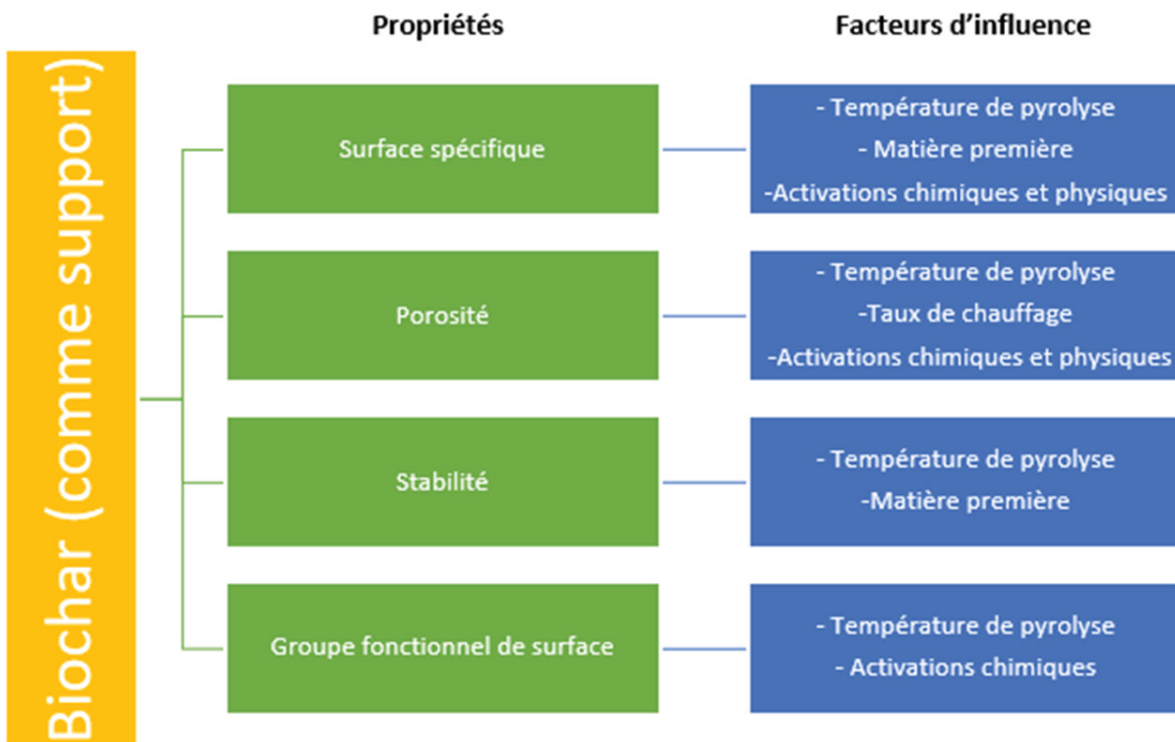 Propriétés
Facteurs d'influence
Biochar (comme support)
Surface spécifique
- Température de pyrolyse
- Matière première
-Activations chimiques et physiques
Porosité
- Température de pyrolyse
-Taux de chauffage
-Activations chimiques et physiques
Stabilité
- Température de pyrolyse
-Matière première
Groupe fonctionnel de surface
- Température de pyrolyse
- Activations chimiques